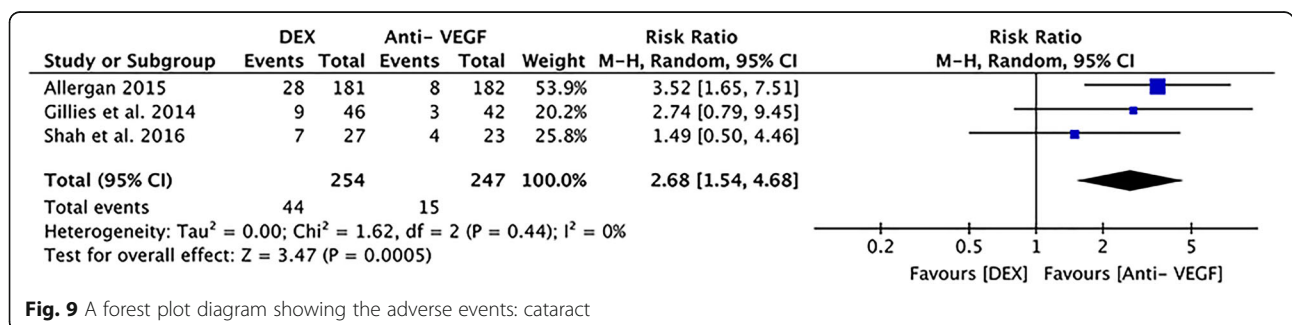 DEX Anti- VEGF Risk Ratio Risk Ratio
Study or Subgroup Events Total Events Total Weight M-H, Random, 95% CI M-H, Random, 95% CI
Allergan 2015 28 181 8 182 53.9% 3.52 [1.65, 7.51]
Gillies et al. 2014 9 46 3 42 20.2% 2.74 [0.79, 9.45]
Shah et al. 2016 7 27 4 23 25.8% 1.49 [0.50, 4.46]
Total (95% CI) 254 247 100.0% 2.68 [1.54, 4.68]
Total events 44 15
Heterogeneity: Tau² = 0.00; Chi² = 1.62, df = 2 (P = 0.44); I² = 0%
Test for overall effect: Z = 3.47 (P = 0.0005)
0.2 0.5 1 2 5
Favours [DEX] Favours [Anti- VEGF]
Fig. 9 A forest plot diagram showing the adverse events: cataract